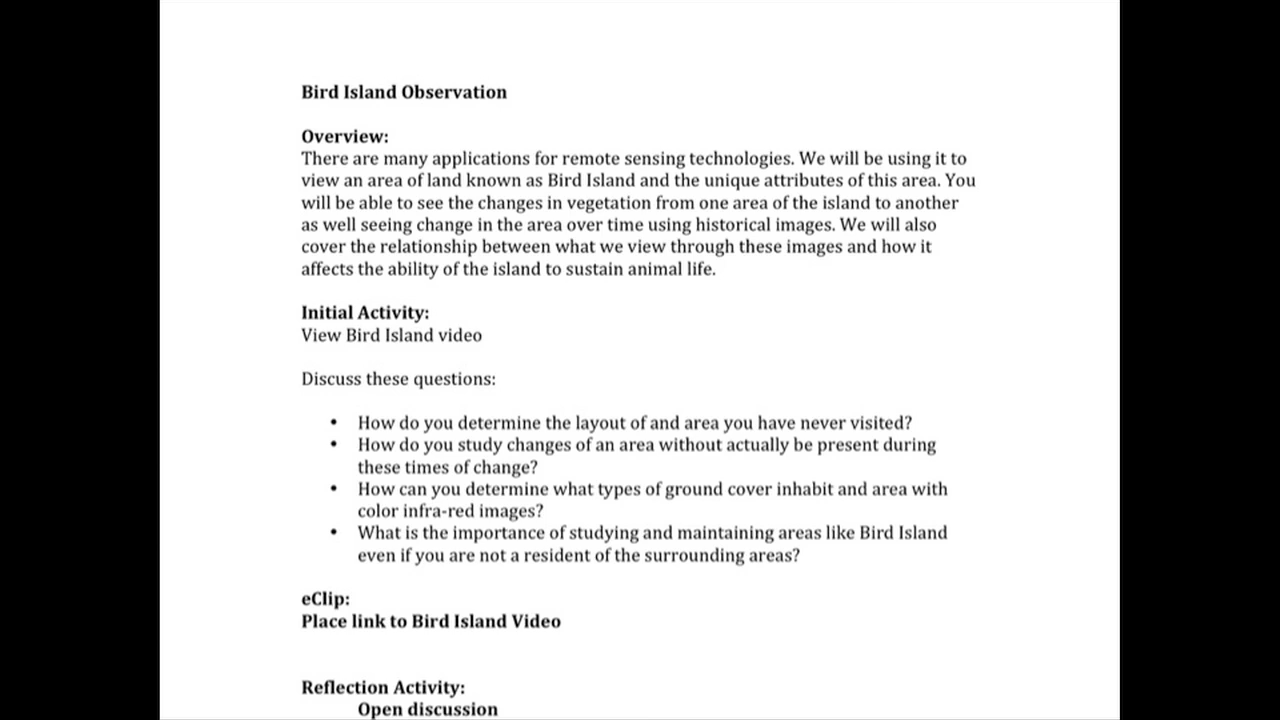 Bird Island Observation
Overview:
There are many applications for remote sensing technologies. We will be using it to
view an area of land known as Bird Island and the unique attributes of this area. You
will be able to see the changes in vegetation from one area of the island to another
as well seeing change in the area over time using historical images. We will also
cover the relationship between what we view through these images and how it
affects the ability of the island to sustain animal life.
Initial Activity:
View Bird Island video
Discuss these questions:
• How do you determine the layout of and area you have never visited?
• How do you study changes of an area without actually be present during
these times of change?
• How can you determine what types of ground cover inhabit and area with
color infra-red images?
• What is the importance of studying and maintaining areas like Bird Island
even if you are not a resident of the surrounding areas?
eClip:
Place link to Bird Island Video
Reflection Activity:
Open discussion